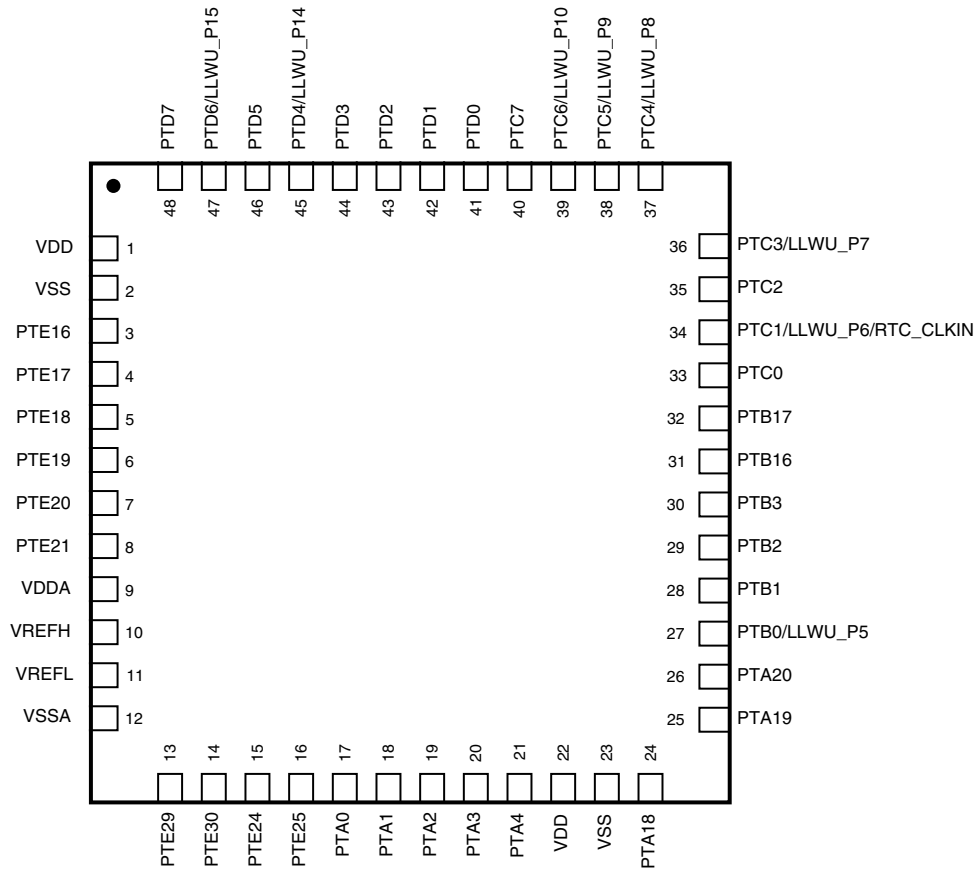 PTD7
PTD6/LLWU_P15
PTD5
PTD4/LLWU_P14
PTD3
PTD2
PTD1
PTD0
PTC7
PTC6/LLWU_P10
PTC5/LLWU_P9
PTC4/LLWU_P8
48
47
46
45
44
43
42
41
40
39
38
37
VDD 1
VSS 2
PTE16 3
PTE17 4
PTE18 5
PTE19 6
PTE20 7
PTE21 8
VDDA 9
VREFH 10
VREFL 11
VSSA 12
36 PTC3/LLWU_P7
35 PTC2
34 PTC1/LLWU_P6/RTC_CLKIN
33 PTC0
32 PTB17
31 PTB16
30 PTB3
29 PTB2
28 PTB1
27 PTB0/LLWU_P5
26 PTA20
25 PTA19
13
14
15
16
17
18
19
20
21
22
23
24
PTE29
PTE30
PTE24
PTE25
PTA0
PTA1
PTA2
PTA3
PTA4
VDD
VSS
PTA18